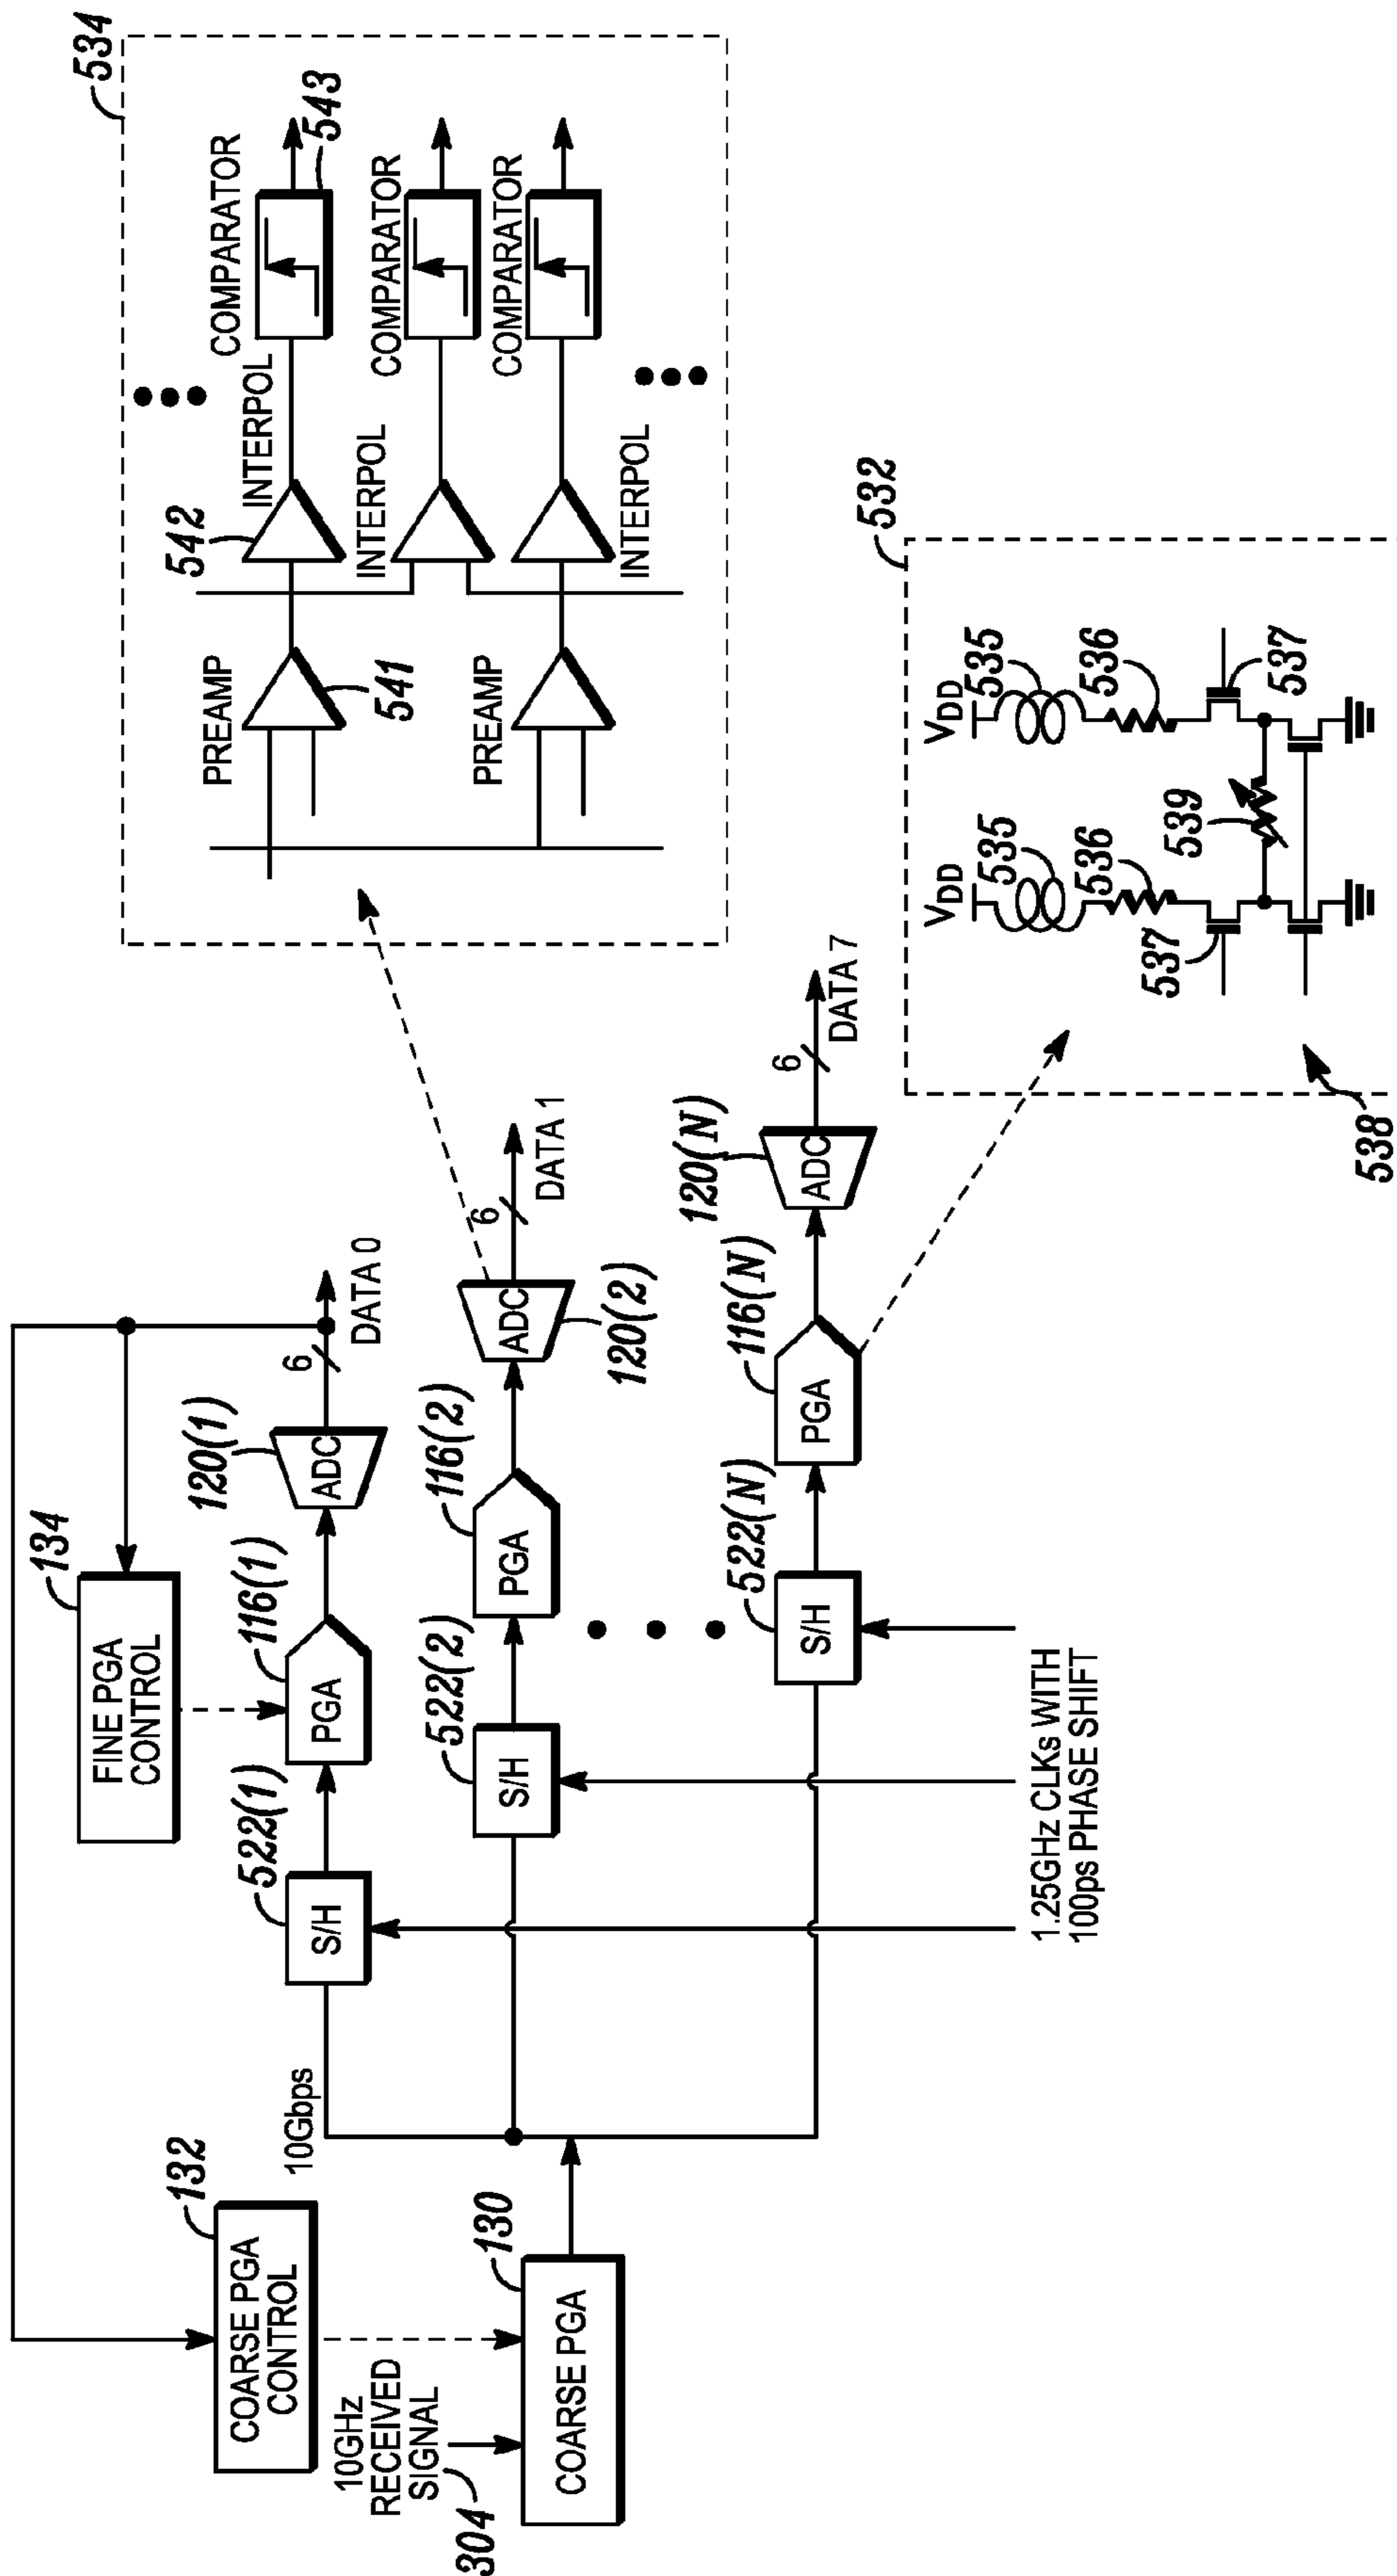 132
COARSE PGA
CONTROL
10GHz
RECEIVED
SIGNAL
304
COARSE PGA
130
10Gbps
134
FINE PGA
CONTROL
522(1)
S/H
116(1)
PGA
120(1)
ADC
6
DATA 0
522(2)
S/H
116(2)
PGA
120(2)
ADC
6
DATA 1
522(N)
S/H
116(N)
PGA
120(N)
ADC
6
DATA 7
1.25GHz CLKs WITH
100ps PHASE SHIFT
534
PREAMP
541
542
INTERPOL
COMPARATOR
543
INTERPOL
COMPARATOR
PREAMP
INTERPOL
COMPARATOR
532
VDD
535
536
537
VDD
535
536
537
539
538